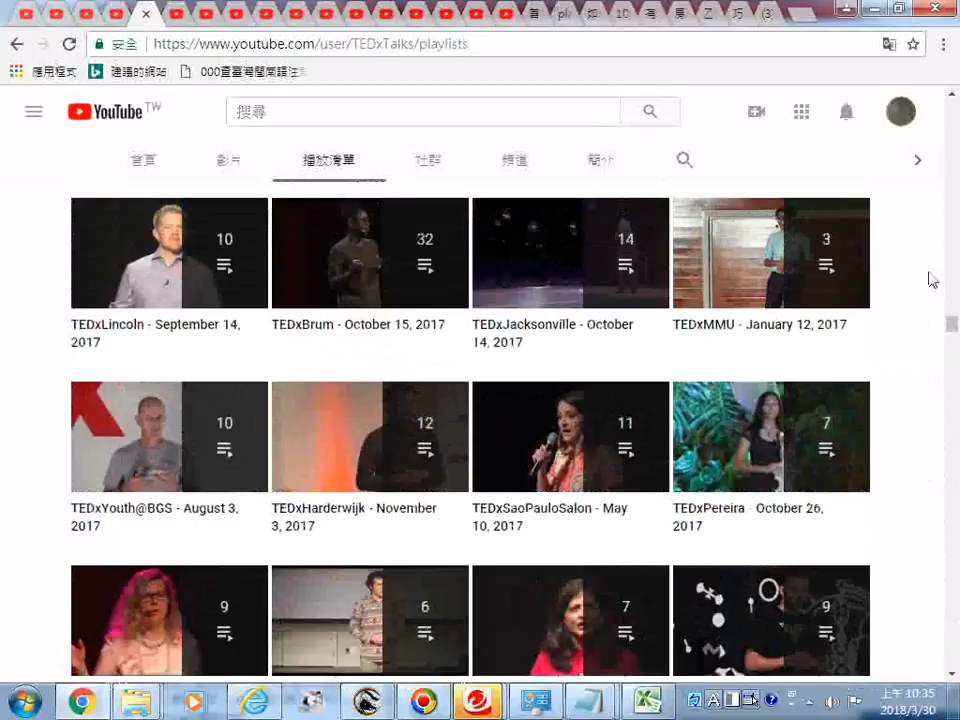 安全 https://www.youtube.com/user/TEDxTalks/playlists
應用程式 建議的網站
YouTube TW
搜尋
首頁 影片 播放清單 社群 頻道 簡介
10 32 14 3
TEDxLincoln - September 14, 2017
TEDxBrum - October 15, 2017
TEDxJacksonville - October 14, 2017
TEDxMMU - January 12, 2017
10 12 11 7
TEDxYouth@BGS - August 3, 2017
TEDxHarderwijk - November 3, 2017
TEDxSaoPauloSalon - May 10, 2017
TEDxPereira - October 26, 2017
9 6 7 9
上午 10:35
2018/3/30